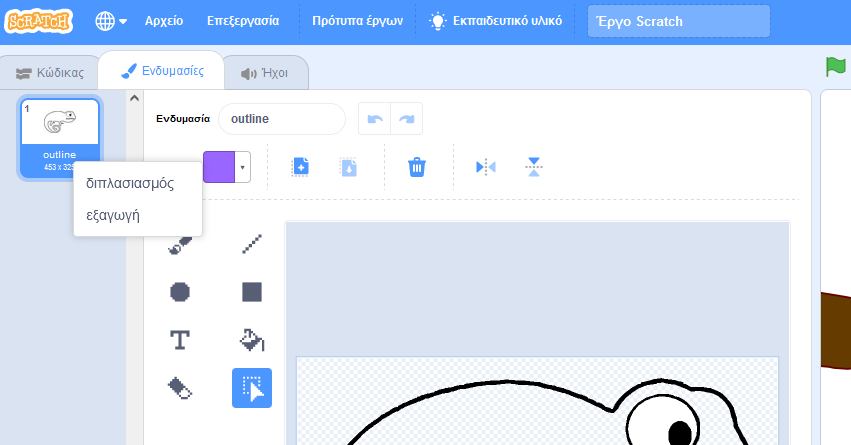 SCRATCH Αρχείο Επεξεργασία Πρότυπα έργων Εκπαιδευτικό υλικό Έργο Scratch
Κώδικας Ενδυμασίες Ήχοι
1
outline
453 x 325
Ενδυμασία outline
διπλασιασμός
εξαγωγή